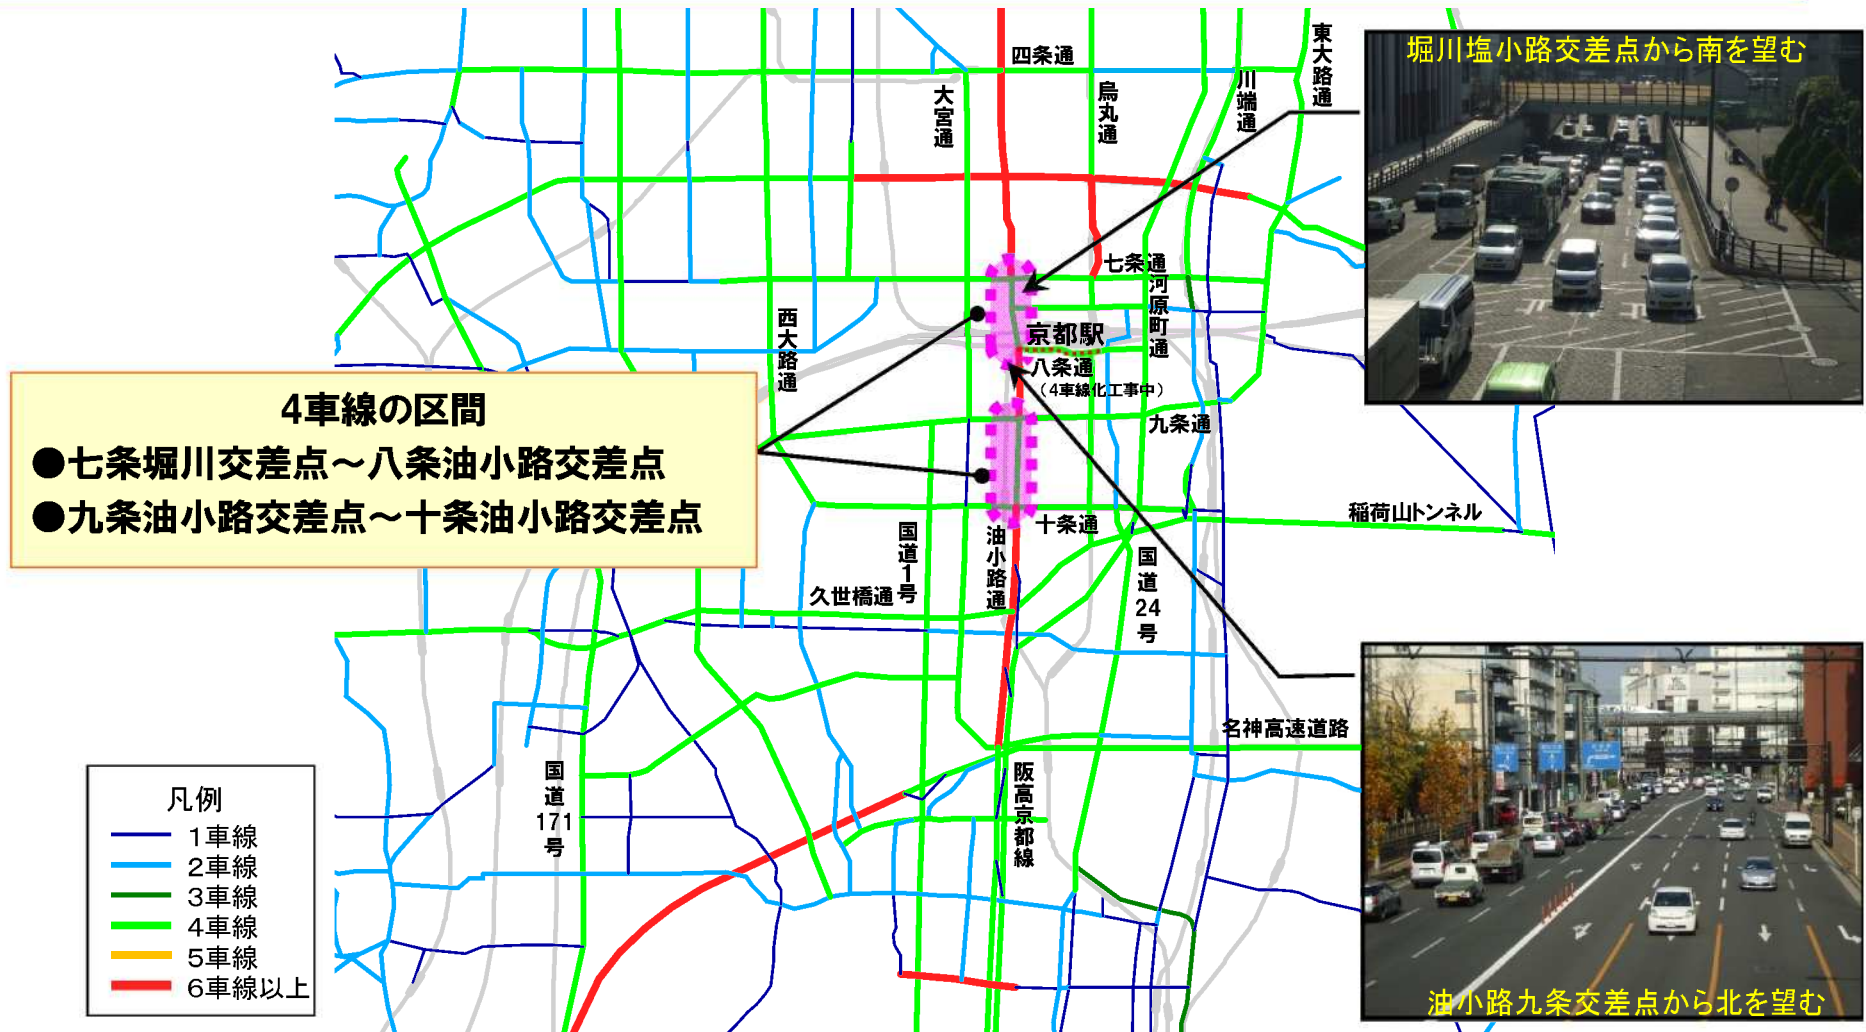 四条通
大宮通
烏丸通
川端通
東大路通
堀川塩小路交差点から南を望む
七条通
河原町通
西大路通
京都駅
八条通
(4車線化工事中)
九条通
4車線の区間
●七条堀川交差点～八条油小路交差点
●九条油小路交差点～十条油小路交差点
稲荷山トンネル
十条通
国道1号
油小路通
国道24号
久世橋通
名神高速道路
国道171号
阪高京都線
凡例
1車線
2車線
3車線
4車線
5車線
6車線以上
油小路九条交差点から北を望む